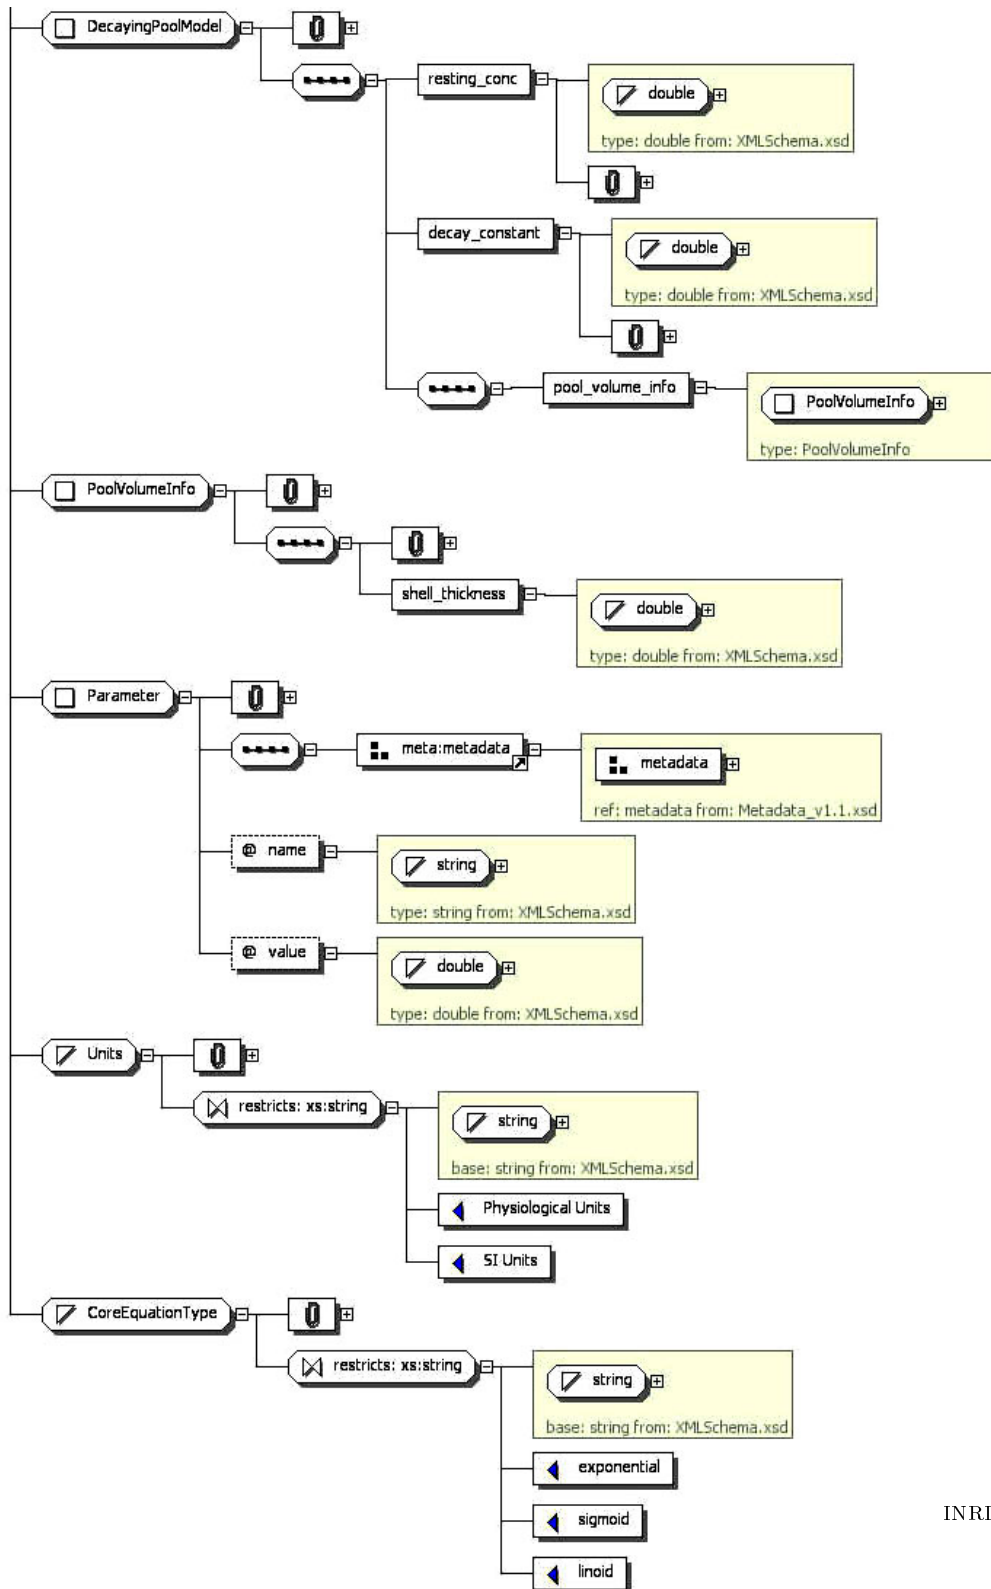 DecayingPoolModel
resting_conc
double
type: double from: XMLSchema.xsd
decay_constant
double
type: double from: XMLSchema.xsd
pool_volume_info
PoolVolumeInfo
type: PoolVolumeInfo
PoolVolumeInfo
shell_thickness
double
type: double from: XMLSchema.xsd
Parameter
meta:metadata
metadata
ref: metadata from: Metadata_v1.1.xsd
@ name
string
type: string from: XMLSchema.xsd
@ value
double
type: double from: XMLSchema.xsd
Units
restricts: xs:string
string
base: string from: XMLSchema.xsd
Physiological Units
SI Units
CoreEquationType
restricts: xs:string
string
base: string from: XMLSchema.xsd
exponential
sigmoid
linoid